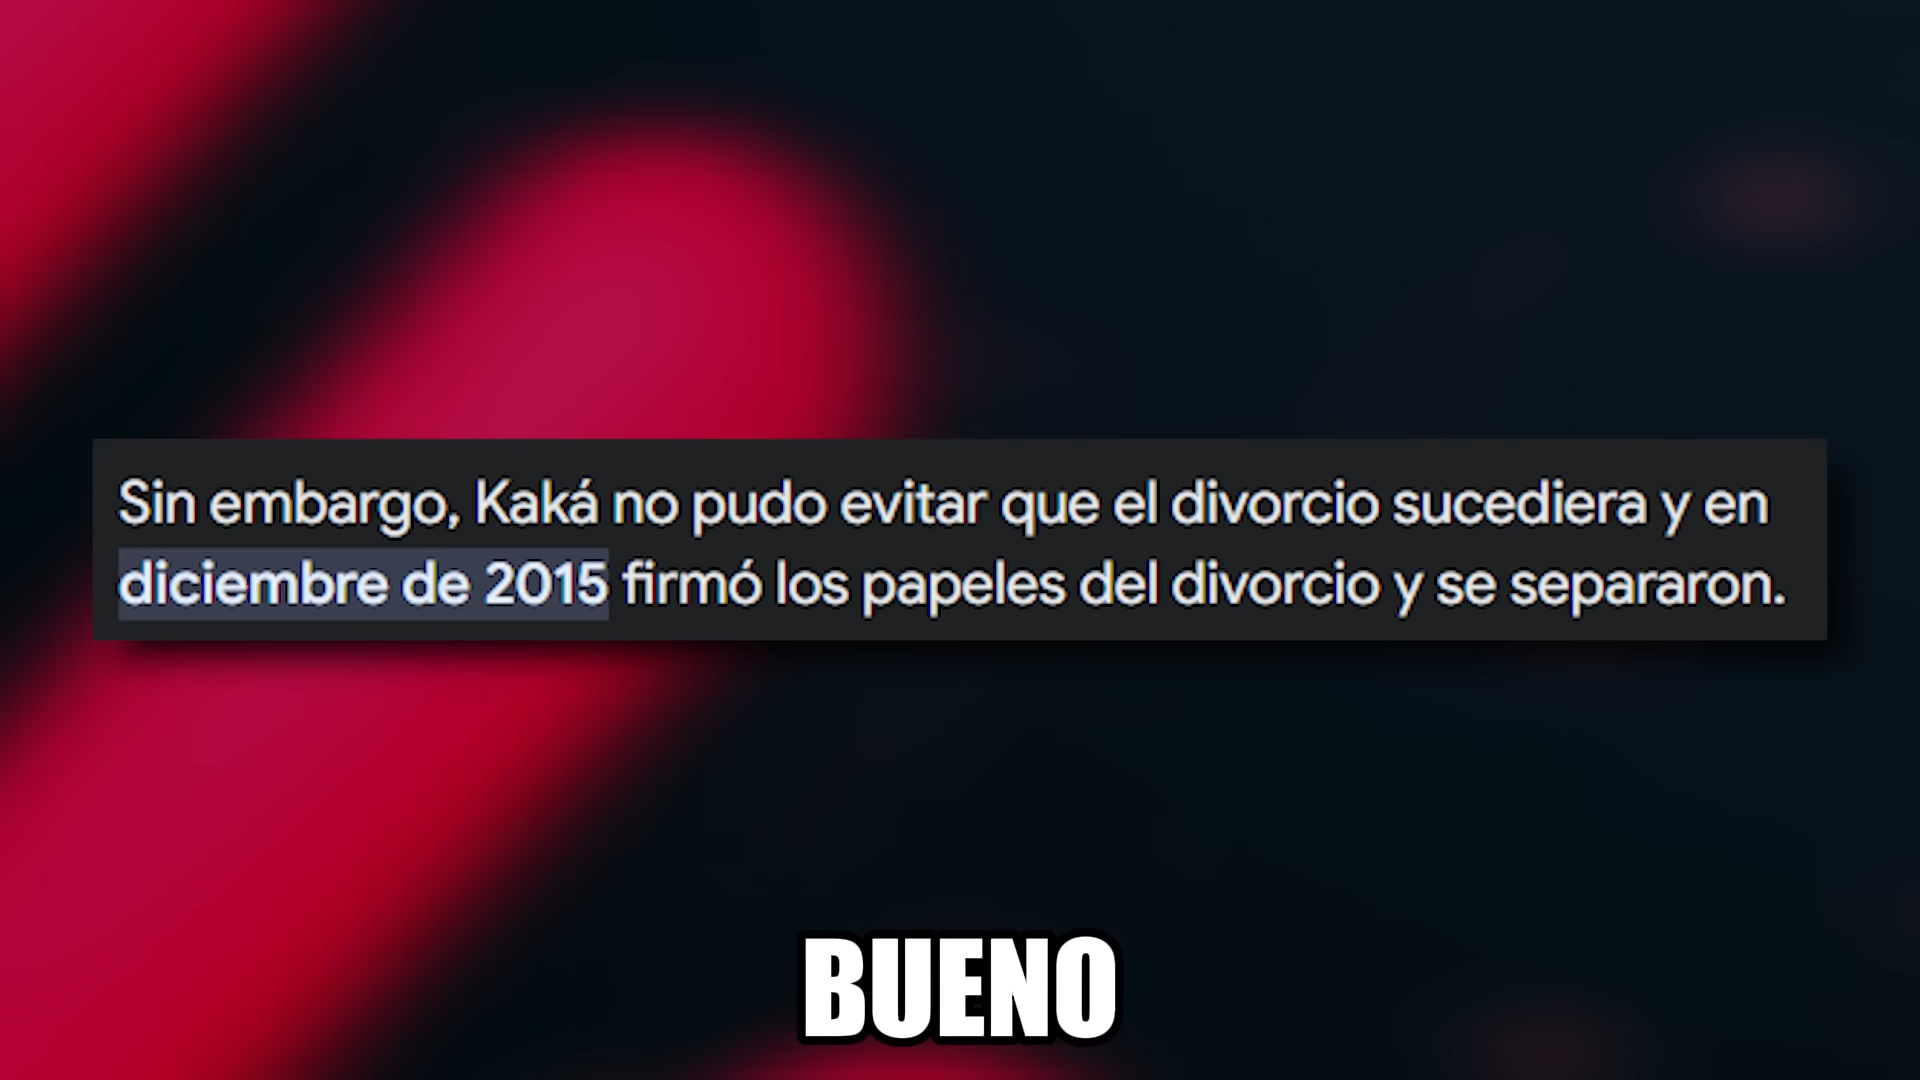 Sin embargo, Kaká no pudo evitar que el divorcio sucediera y en
diciembre de 2015 firmó los papeles del divorcio y se separaron.
BUENO